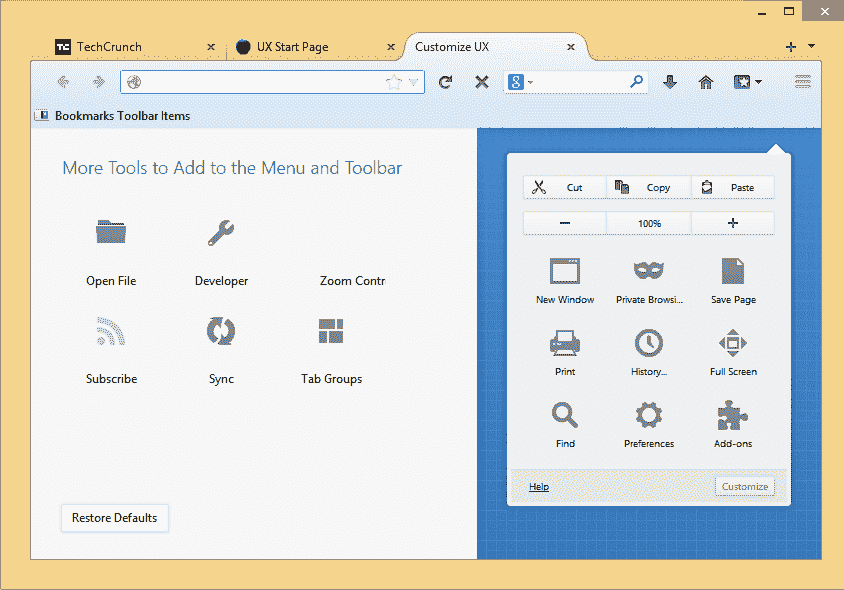 TC TechCrunch
UX Start Page
Customize UX
8
Bookmarks Toolbar Items
More Tools to Add to the Menu and Toolbar
Open File
Developer
Zoom Contr
Subscribe
Sync
Tab Groups
Restore Defaults
Cut
Copy
Paste
100%
New Window
Private Browsi...
Save Page
Print
History...
Full Screen
Find
Preferences
Add-ons
Help
Customize